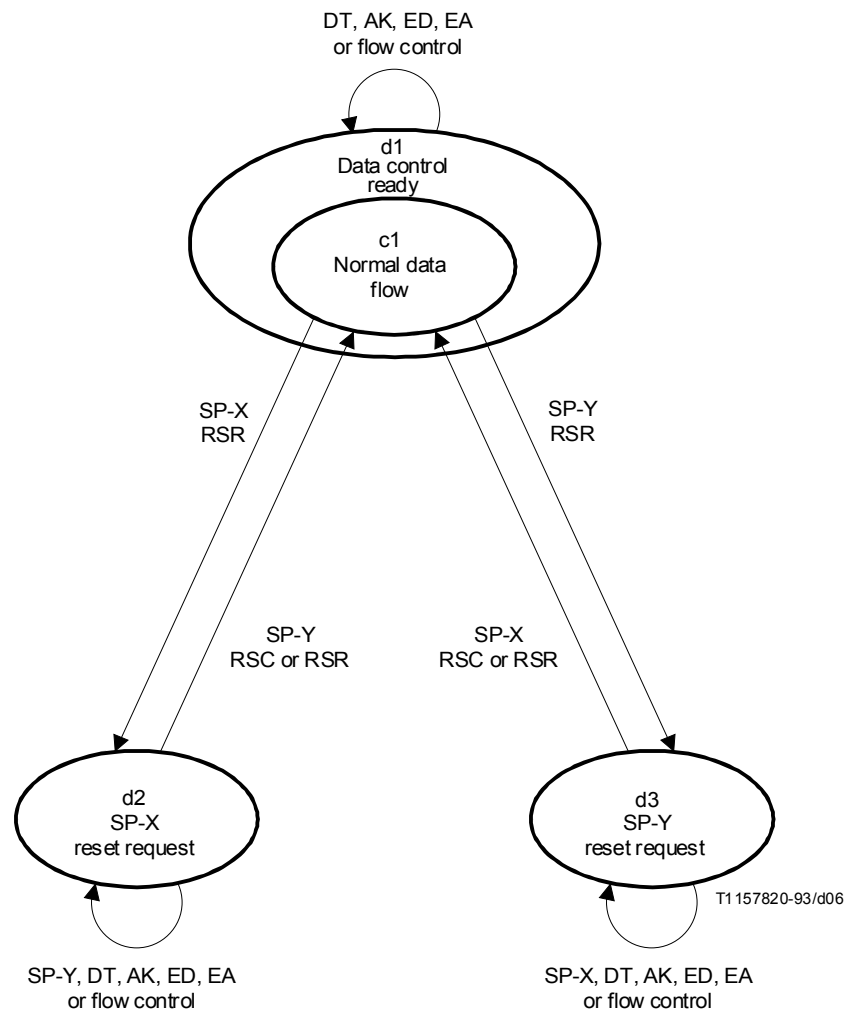 DT, AK, ED, EA
or flow control
d1
Data control
ready
c1
Normal data
flow
SP-X
RSR
SP-Y
RSR
SP-Y
RSC or RSR
SP-X
RSC or RSR
d2
SP-X
reset request
d3
SP-Y
reset request
T1157820-93/d06
SP-Y, DT, AK, ED, EA
or flow control
SP-X, DT, AK, ED, EA
or flow control